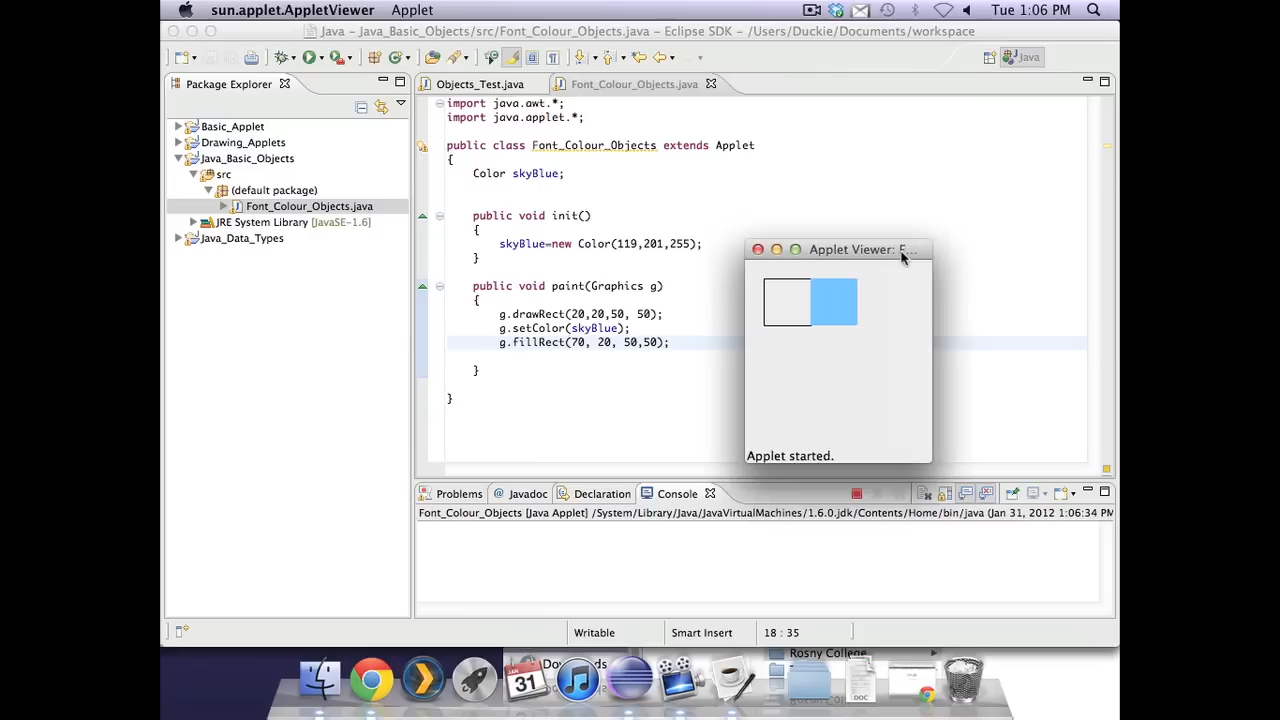 sun.applet.AppletViewer Applet Tue 1:06 PM
Java – Java_Basic_Objects/src/Font_Colour_Objects.java – Eclipse SDK – /Users/Duckie/Documents/workspace
Java
Package Explorer
Objects_Test.java
Font_Colour_Objects.java
Basic_Applet
Drawing_Applets
Java_Basic_Objects
src
(default package)
Font_Colour_Objects.java
JRE System Library [JavaSE-1.6]
Java_Data_Types
import java.awt.*;
import java.applet.*;
public class Font_Colour_Objects extends Applet
{
Color skyBlue;
public void init()
{
skyBlue=new Color(119,201,255);
}
public void paint(Graphics g)
{
g.drawRect(20,20,50, 50);
g.setColor(skyBlue);
g.fillRect(70, 20, 50,50);
}
}
Applet Viewer: F...
Applet started.
Problems @ Javadoc Declaration Console
Font_Colour_Objects [Java Applet] /System/Library/Java/JavaVirtualMachines/1.6.0.jdk/Contents/Home/bin/java (Jan 31, 2012 1:06:34 PM
Writable Smart Insert 18 : 35
Rosny College
JAN
31
DOC